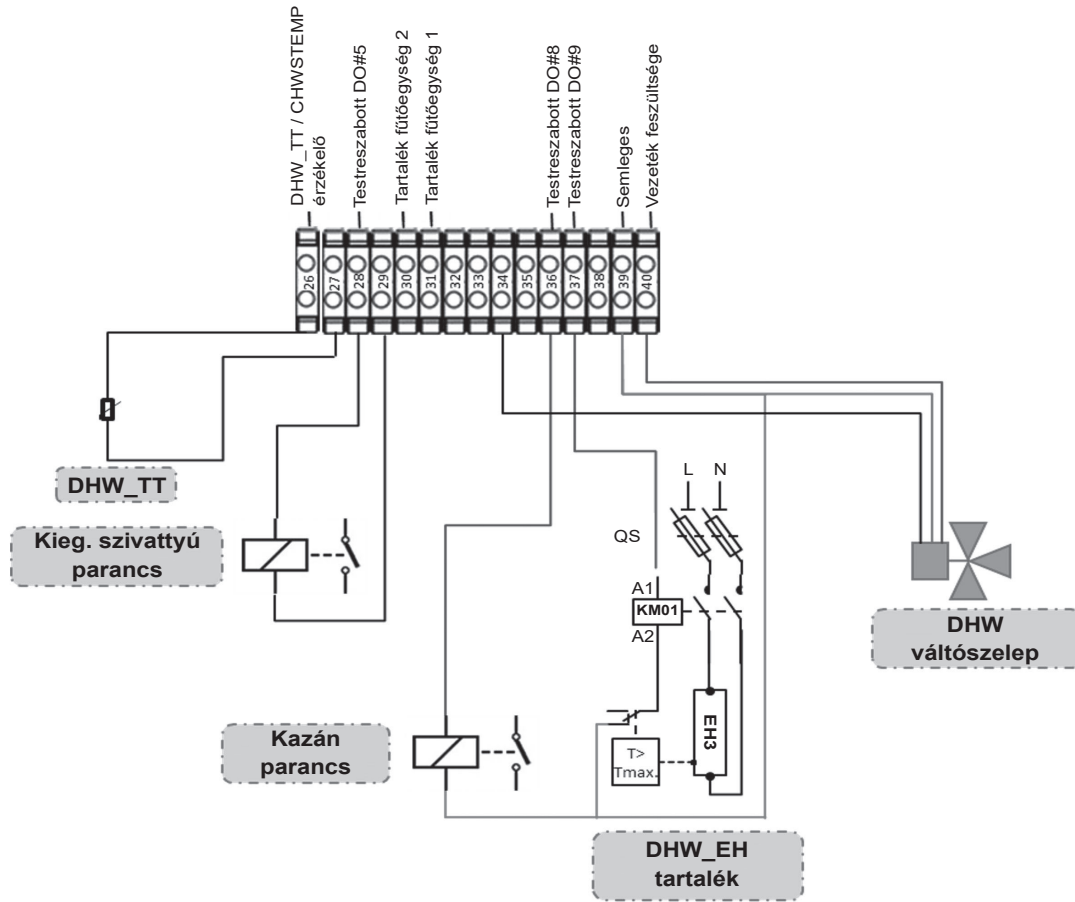 DHW_TT / CHWSTEMP
érzékelő
Testreszabott DO#5
Tartalék fűtőegység 2
Tartalék fűtőegység 1
Testreszabott DO#8
Testreszabott DO#9
Semleges
Vezeték feszültsége
26
27
28
29
30
31
32
33
34
35
36
37
38
39
40
DHW_TT
Kieg. szivattyú
parancs
L N
QS
A1
KM01
A2
DHW
váltószelep
Kazán
parancs
T>
Tmax.
EH3
DHW_EH
tartalék